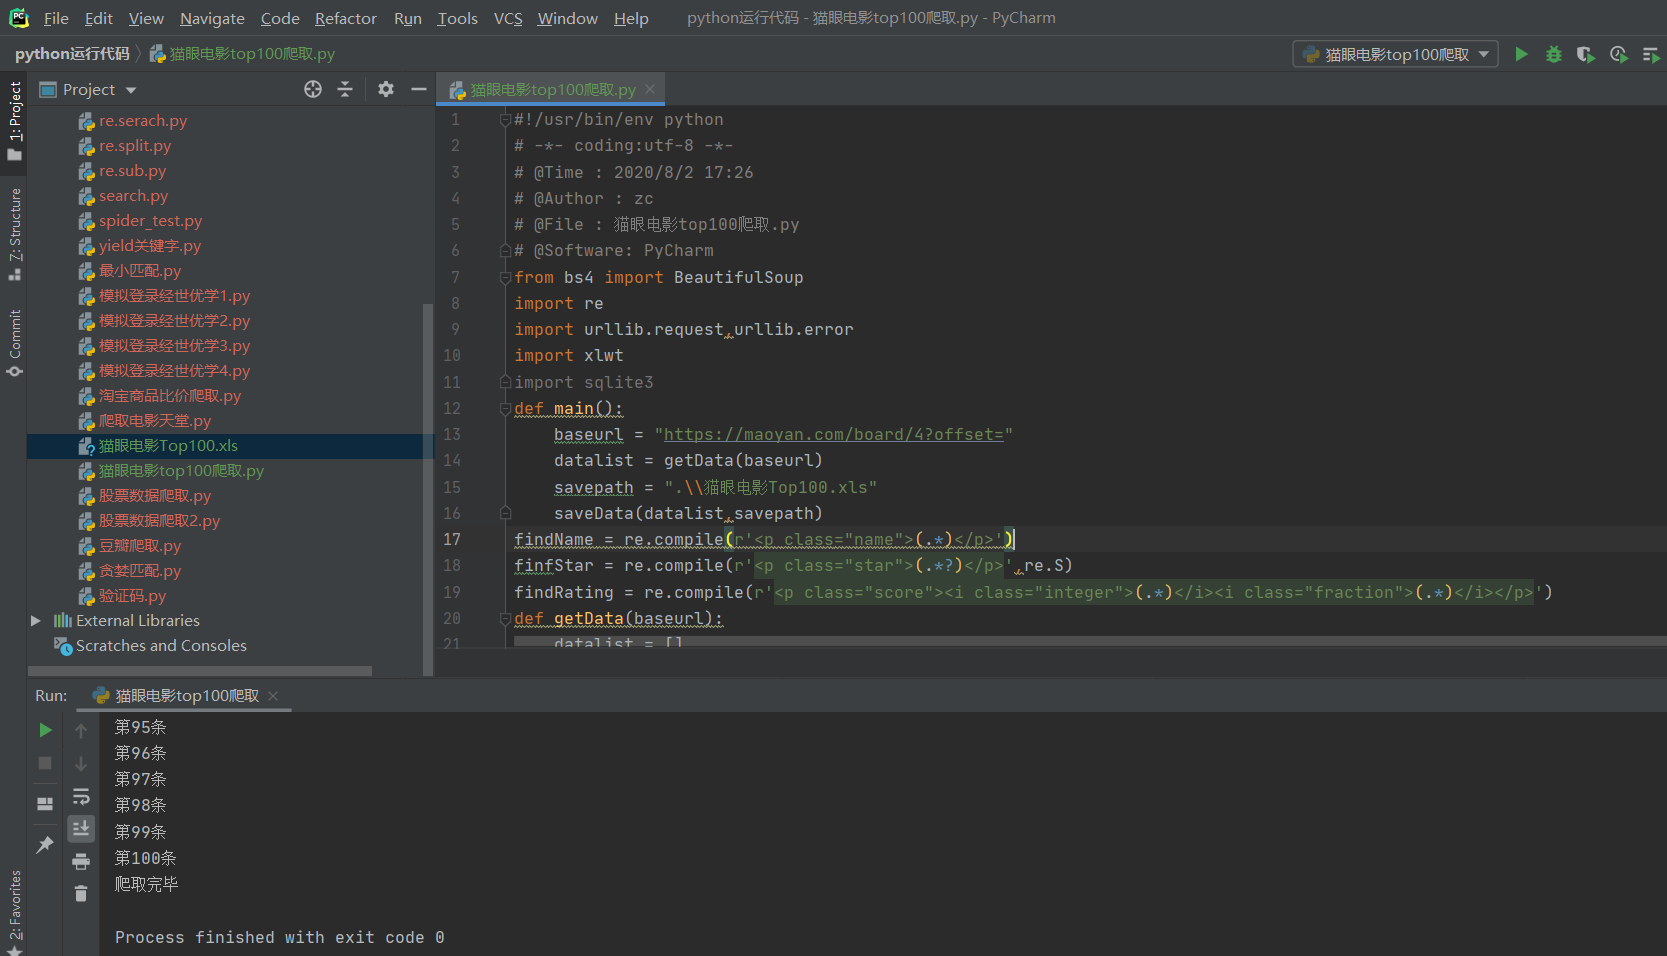 File Edit View Navigate Code Refactor Run Tools VCS Window Help python运行代码 - 猫眼电影top100爬取.py - PyCharm
python运行代码 猫眼电影top100爬取.py 猫眼电影top100爬取
1: Project
7: Structure
Commit
2: Favorites
Project
re.serach.py
re.split.py
re.sub.py
search.py
spider_test.py
yield关键字.py
最小匹配.py
模拟登录经世优学1.py
模拟登录经世优学2.py
模拟登录经世优学3.py
模拟登录经世优学4.py
淘宝商品比价爬取.py
爬取电影天堂.py
猫眼电影Top100.xls
猫眼电影top100爬取.py
股票数据爬取.py
股票数据爬取2.py
豆瓣爬取.py
贪婪匹配.py
验证码.py
External Libraries
Scratches and Consoles
猫眼电影top100爬取.py
1 #!/usr/bin/env python
2 # -*- coding:utf-8 -*-
3 # @Time : 2020/8/2 17:26
4 # @Author : zc
5 # @File : 猫眼电影top100爬取.py
6 # @Software: PyCharm
7 from bs4 import BeautifulSoup
8 import re
9 import urllib.request,urllib.error
10 import xlwt
11 import sqlite3
12 def main():
13 baseurl = "https://maoyan.com/board/4?offset="
14 datalist = getData(baseurl)
15 savepath = ".\\猫眼电影Top100.xls"
16 saveData(datalist,savepath)
17 findName = re.compile(r'<p class="name">(.*)</p>')
18 finfStar = re.compile(r'<p class="star">(.*?)</p>',re.S)
19 findRating = re.compile(r'<p class="score"><i class="integer">(.*)</i><i class="fraction">(.*)</i></p>')
20 def getData(baseurl):
21 datalist = []
Run: 猫眼电影top100爬取
第95条
第96条
第97条
第98条
第99条
第100条
爬取完毕
Process finished with exit code 0